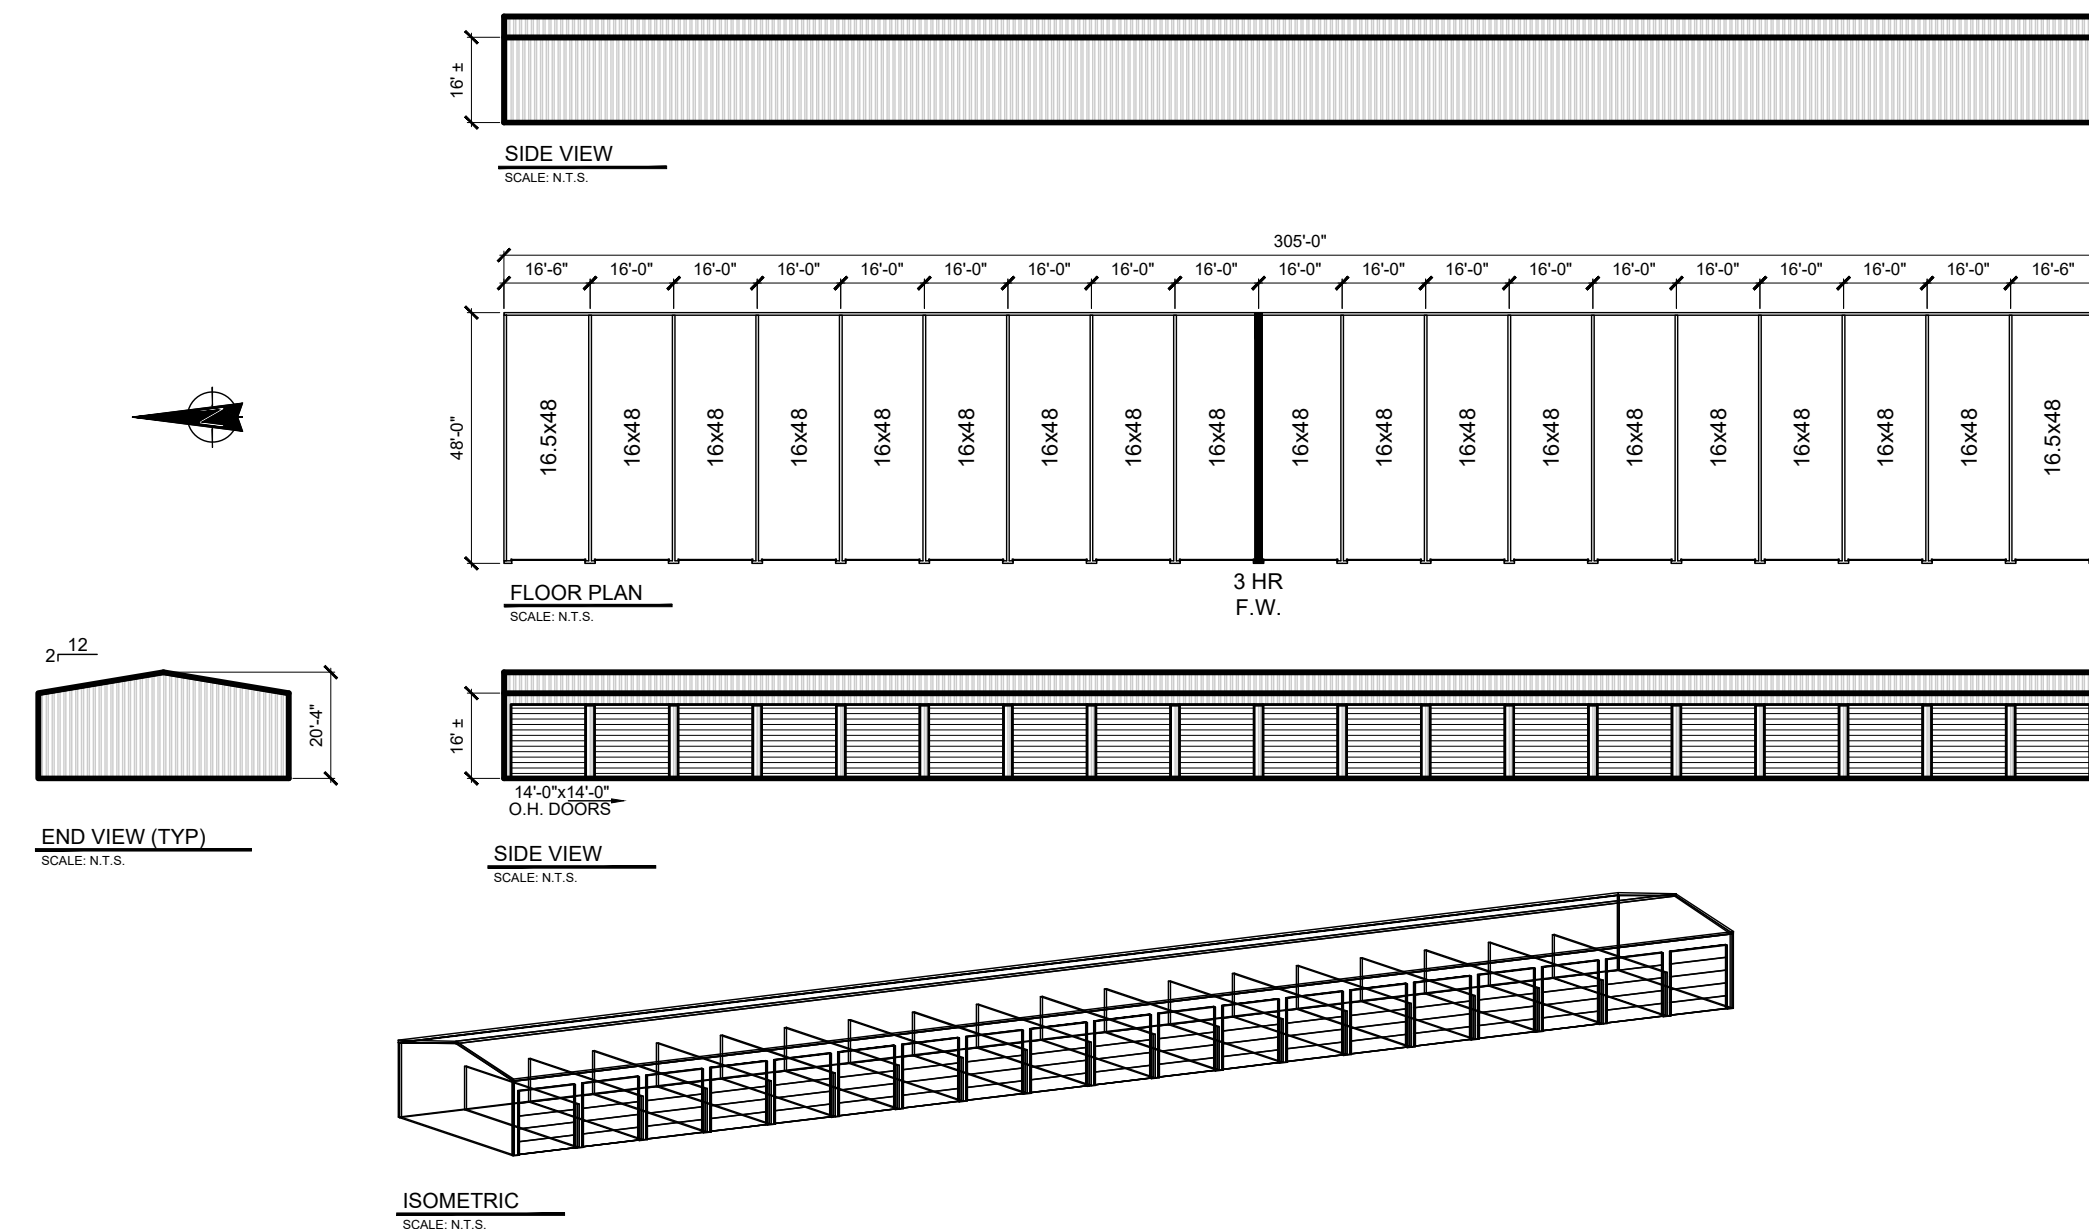 16' ±
SIDE VIEW
SCALE: N.T.S.
305'-0"
16'-6" 16'-0" 16'-0" 16'-0" 16'-0" 16'-0" 16'-0" 16'-0" 16'-0" 16'-0" 16'-0" 16'-0" 16'-0" 16'-0" 16'-0" 16'-0" 16'-0" 16'-0" 16'-6"
48'-0"
16.5x48 16x48 16x48 16x48 16x48 16x48 16x48 16x48 16x48 16x48 16x48 16x48 16x48 16x48 16x48 16x48 16x48 16x48 16.5x48
N
3 HR
F.W.
FLOOR PLAN
SCALE: N.T.S.
12
2
20'-4"
END VIEW (TYP)
SCALE: N.T.S.
16' ±
14'-0"x14'-0"
O.H. DOORS
SIDE VIEW
SCALE: N.T.S.
ISOMETRIC
SCALE: N.T.S.